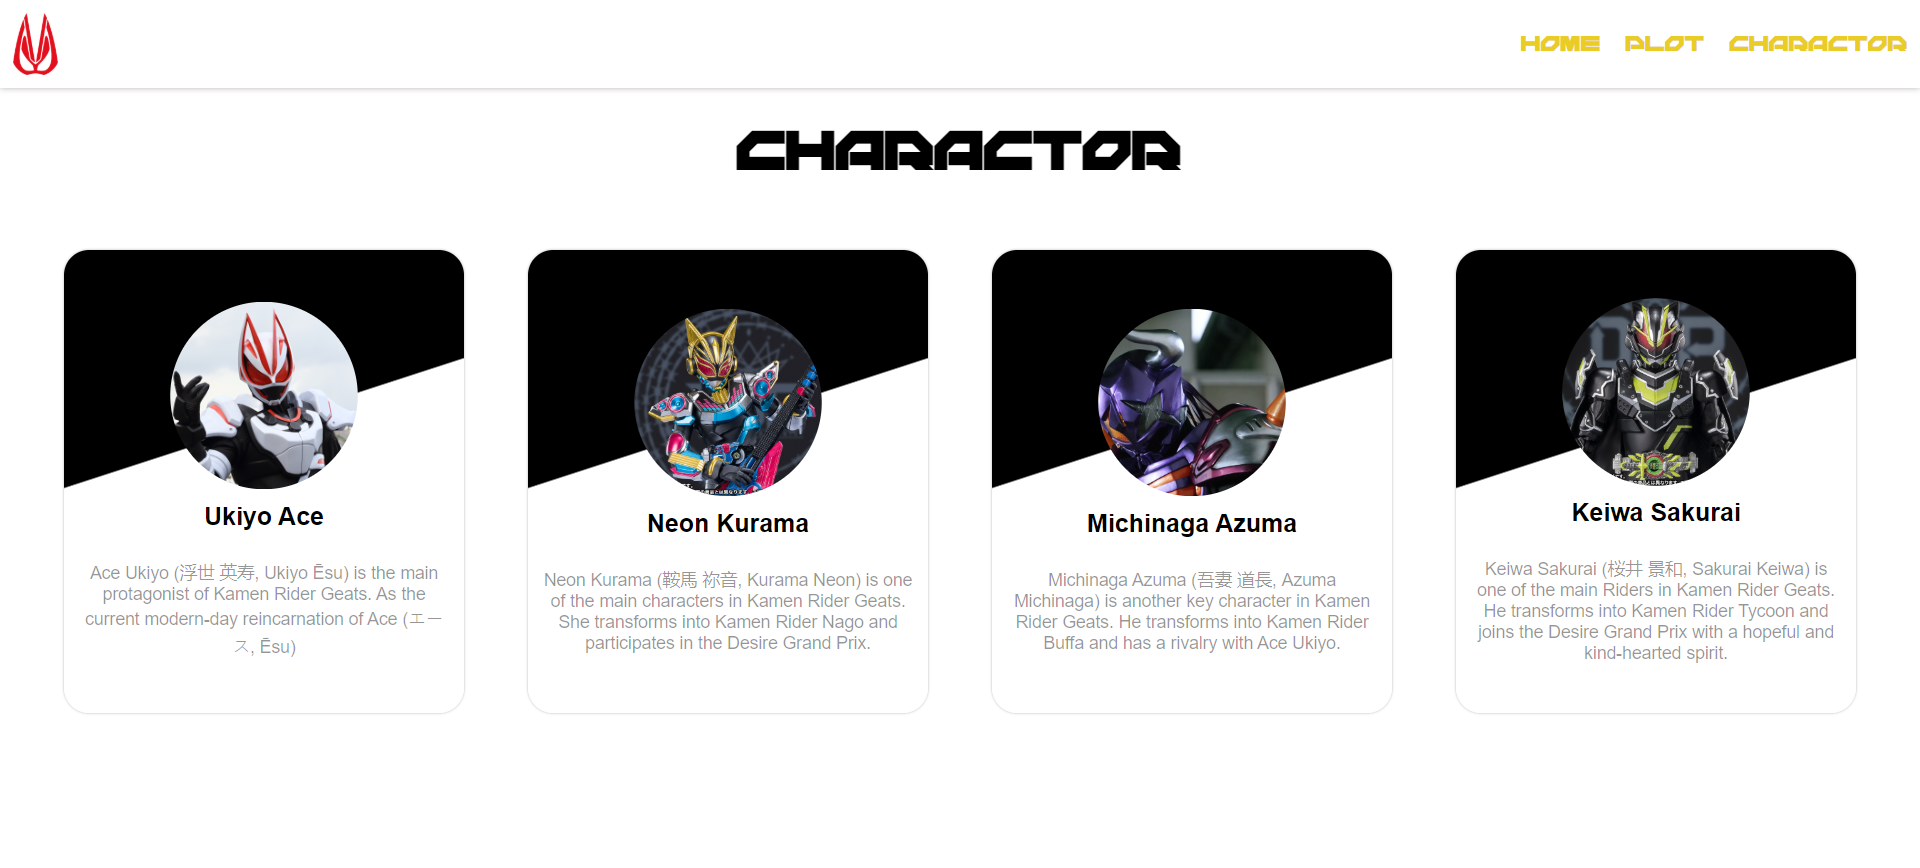 HOME PLOT CHARACTOR
CHARACTOR
Ukiyo Ace
Ace Ukiyo (浮世 英寿, Ukiyo Ēsu) is the main
protagonist of Kamen Rider Geats. As the
current modern-day reincarnation of Ace (エー
ス, Ēsu)
Neon Kurama
Neon Kurama (鞍馬 祢音, Kurama Neon) is one
of the main characters in Kamen Rider Geats.
She transforms into Kamen Rider Nago and
participates in the Desire Grand Prix.
Michinaga Azuma
Michinaga Azuma (吾妻 道長, Azuma
Michinaga) is another key character in Kamen
Rider Geats. He transforms into Kamen Rider
Buffa and has a rivalry with Ace Ukiyo.
Keiwa Sakurai
Keiwa Sakurai (桜井 景和, Sakurai Keiwa) is
one of the main Riders in Kamen Rider Geats.
He transforms into Kamen Rider Tycoon and
joins the Desire Grand Prix with a hopeful and
kind-hearted spirit.